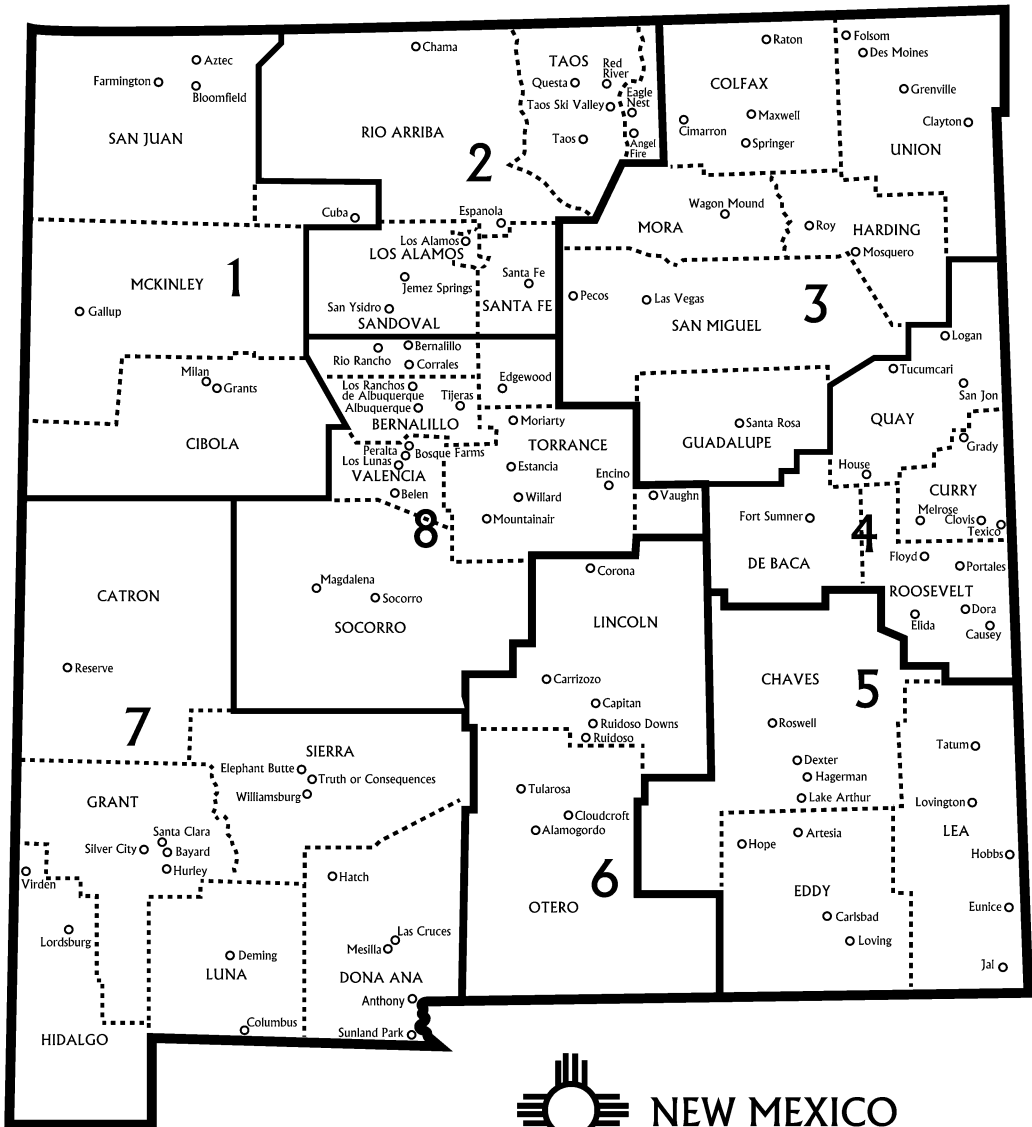 Chama
Raton
Folsom
Des Moines
Aztec
Farmington
Bloomfield
TAOS
Questa
Red
River
Taos Ski Valley
Eagle
Nest
Taos
Angel
Fire
COLFAX
Cimarron
Maxwell
Springer
Grenville
Clayton
UNION
SAN JUAN
RIO ARRIBA
2
Cuba
Espanola
Wagon Mound
MORA
Roy
HARDING
Mosquero
Los Alamos
LOS ALAMOS
MCKINLEY
1
Gallup
Jemez Springs
Santa Fe
SANTA FE
San Ysidro
SANDOVAL
Pecos
Las Vegas
SAN MIGUEL
3
Logan
Bernalillo
Rio Rancho
Corrales
Milan
Grants
Los Ranchos
de Albuquerque
Albuquerque
Tijeras
Edgewood
BERNALILLO
Moriarty
Tucumcari
San Jon
QUAY
Santa Rosa
GUADALUPE
Grady
CIBOLA
Peralta
Bosque Farms
Los Lunas
VALENCIA
TORRANCE
Estancia
Encino
House
Belen
Willard
Mountainair
Vaughn
CURRY
Melrose
Clovis
Texico
8
Fort Sumner
4
DE BACA
Floyd
Portales
ROOSEVELT
Corona
Magdalena
Socorro
CATRON
SOCORRO
LINCOLN
Elida
Dora
Causey
Reserve
Carrizozo
Capitan
Ruidoso Downs
Ruidoso
CHAVES
5
Roswell
7
SIERRA
Elephant Butte
Truth or Consequences
Williamsburg
Tatum
Dexter
Hagerman
Lake Arthur
Lovington
LEA
GRANT
Tularosa
Cloudcroft
Alamogordo
Santa Clara
Silver City
Bayard
Hurley
Virden
Hatch
Hope
Artesia
Hobbs
6
OTERO
EDDY
Carlsbad
Loving
Eunice
Lordsburg
Las Cruces
Mesilla
Deming
LUNA
DONA ANA
Jal
Anthony
Columbus
Sunland Park
HIDALGO
NEW MEXICO